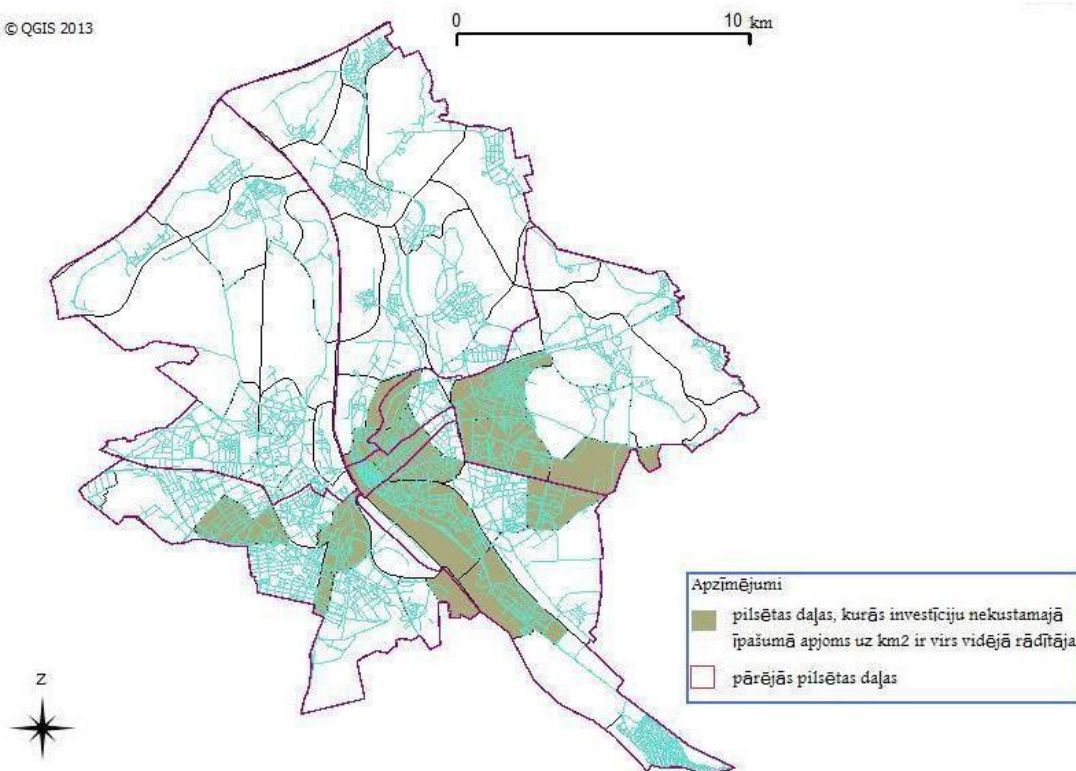 © QGIS 2013
0 10 km
Apzīmējumi
pilsētas daļas, kurās investīciju nekustamajā
īpašumā apjoms uz km2 ir virs vidējā rādītāja
pārējās pilsētas daļas
z